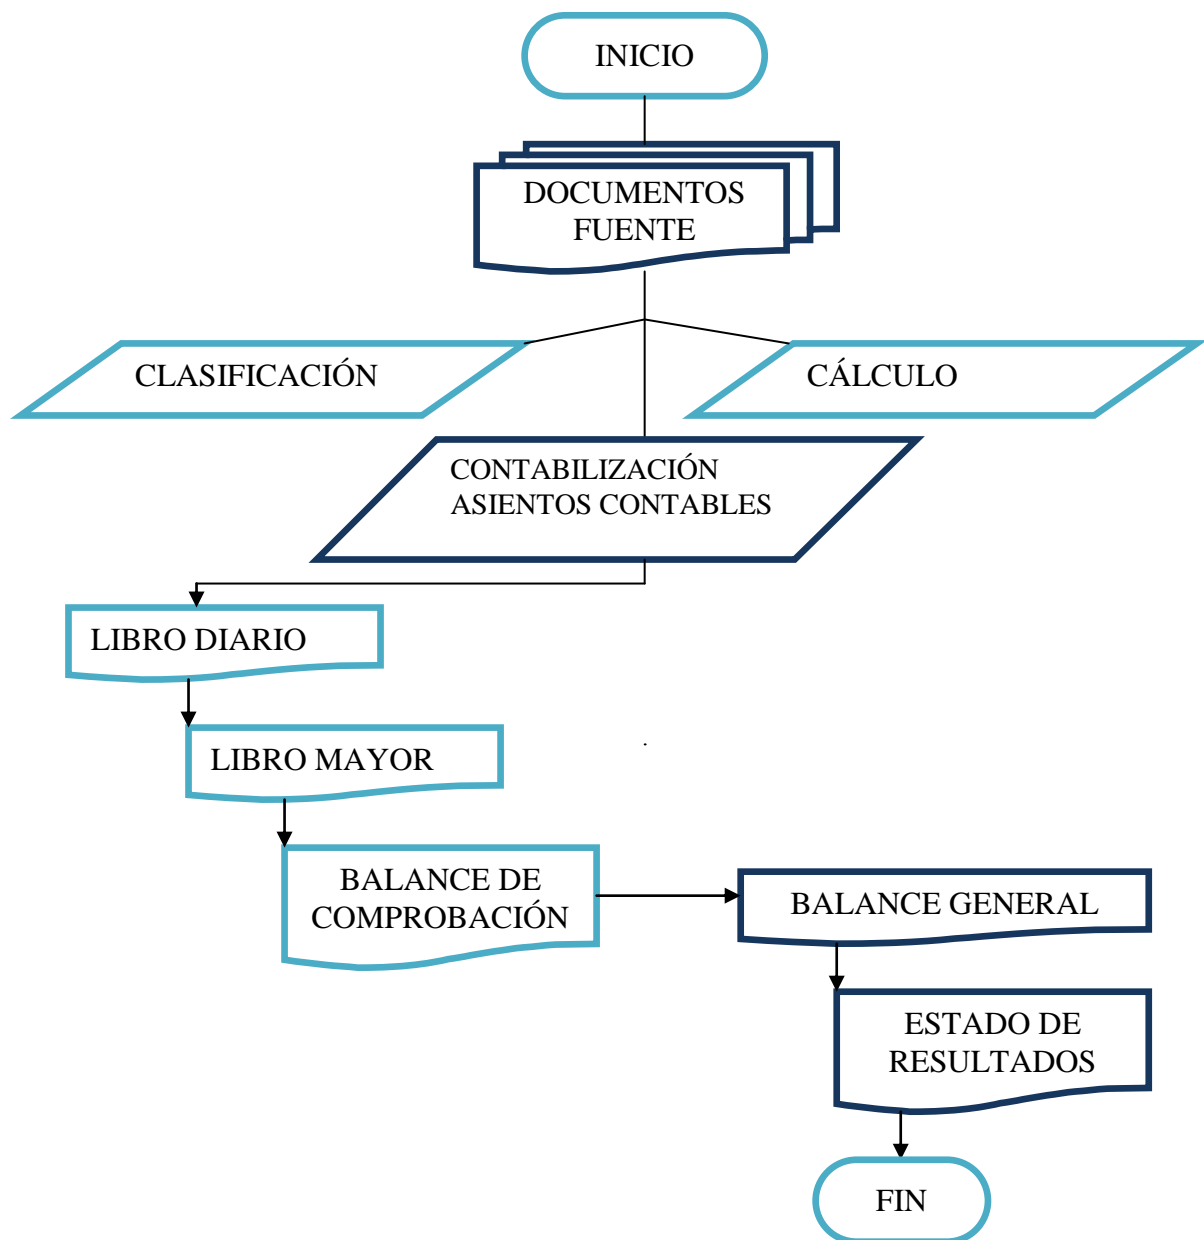 INICIO
DOCUMENTOS
FUENTE
CLASIFICACIÓN
CÁLCULO
CONTABILIZACIÓN
ASIENTOS CONTABLES
LIBRO DIARIO
LIBRO MAYOR
BALANCE DE
COMPROBACIÓN
BALANCE GENERAL
ESTADO DE
RESULTADOS
FIN